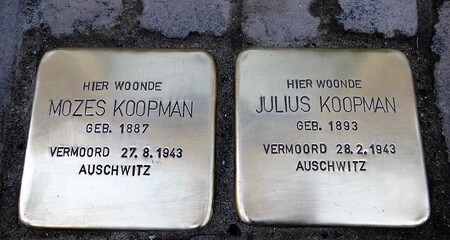 HIER WOONDE
MOZES KOOPMAN
GEB. 1887
VERMOORD 27.8.1943
AUSCHWITZ
HIER WOONDE
JULIUS KOOPMAN
GEB. 1893
VERMOORD 28.2.1943
AUSCHWITZ